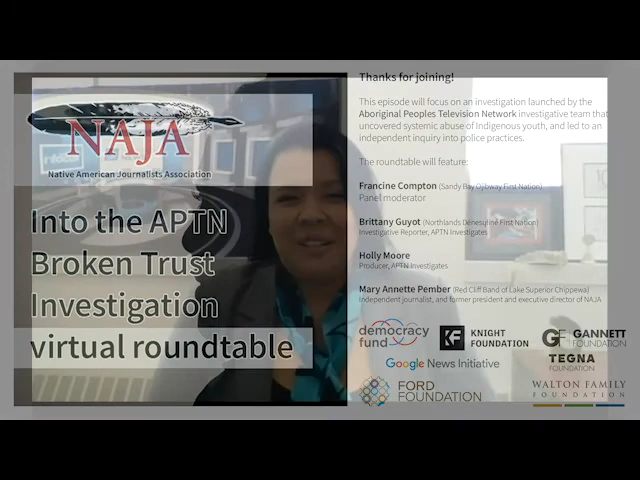 NAJA
Native American Journalists Association
Into the APTN
Broken Trust
Investigation
virtual roundtable
Thanks for joining!
This episode will focus on an investigation launched by the
Aboriginal Peoples Television Network investigative team that
uncovered systemic abuse of Indigenous youth, and led to an
independent inquiry into police practices.
The roundtable will feature:
Francine Compton (Sandy Bay Ojibway First Nation)
Panel moderator
Brittany Guyot (Northlands Denesuline First Nation)
Investigative Reporter, APTN Investigates
Holly Moore
Producer, APTN Investigates
Mary Annette Pember (Red Cliff Band of Lake Superior Chippewa)
Independent journalist, and former president and executive director of NAJA
democracy
fund
KF
KNIGHT
FOUNDATION
GF
GANNETT
FOUNDATION
Google News Initiative
TEGNA
FOUNDATION
FORD
FOUNDATION
WALTON FAMILY
FOUNDATION